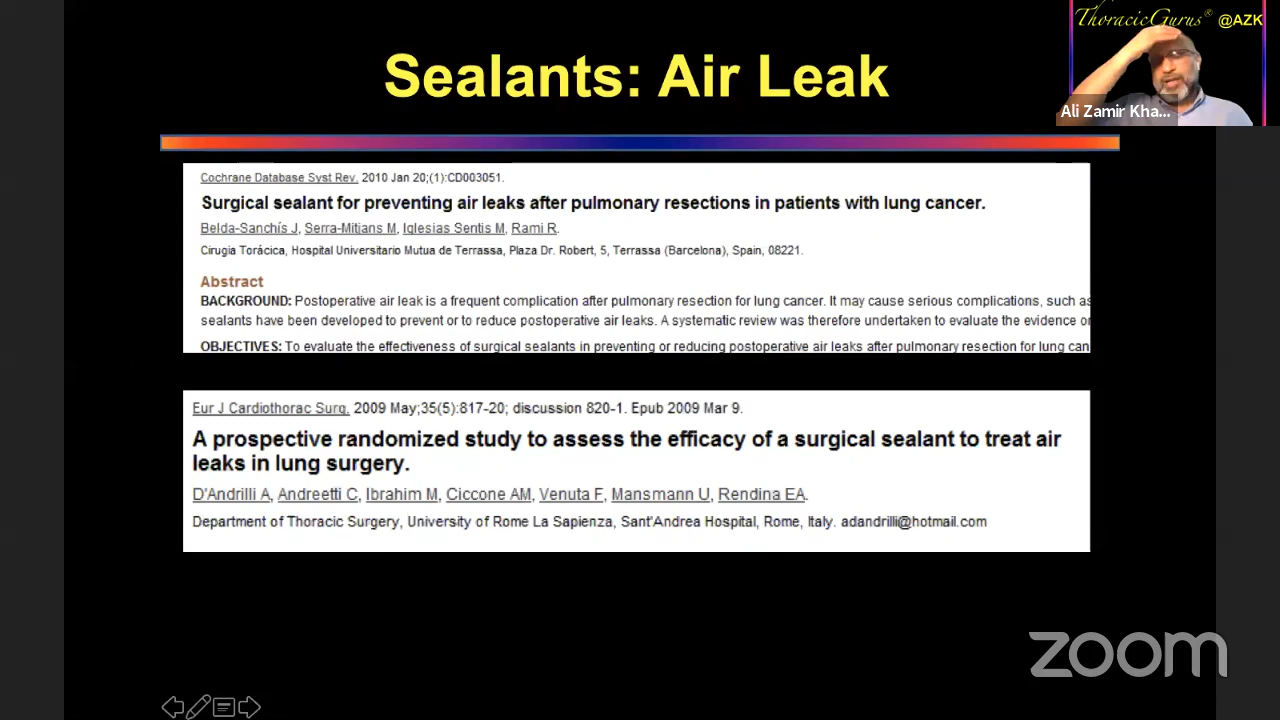 ThoracicGurus® @AZK
Sealants: Air Leak
Ali Zamir Kha...
Cochrane Database Syst Rev. 2010 Jan 20;(1):CD003051.
Surgical sealant for preventing air leaks after pulmonary resections in patients with lung cancer.
Belda-Sanchís J, Serra-Mitjans M, Iglesias Sentis M, Rami R.
Cirugia Torácica, Hospital Universitario Mutua de Terrassa, Plaza Dr. Robert, 5, Terrassa (Barcelona), Spain, 08221.
Abstract
BACKGROUND: Postoperative air leak is a frequent complication after pulmonary resection for lung cancer. It may cause serious complications, such as
sealants have been developed to prevent or to reduce postoperative air leaks. A systematic review was therefore undertaken to evaluate the evidence or
OBJECTIVES: To evaluate the effectiveness of surgical sealants in preventing or reducing postoperative air leaks after pulmonary resection for lung can
Eur J Cardiothorac Surg. 2009 May;35(5):817-20; discussion 820-1. Epub 2009 Mar 9.
A prospective randomized study to assess the efficacy of a surgical sealant to treat air
leaks in lung surgery.
D'Andrilli A, Andreetti C, Ibrahim M, Ciccone AM, Venuta F, Mansmann U, Rendina EA.
Department of Thoracic Surgery, University of Rome La Sapienza, Sant'Andrea Hospital, Rome, Italy. adandrilli@hotmail.com
zoom